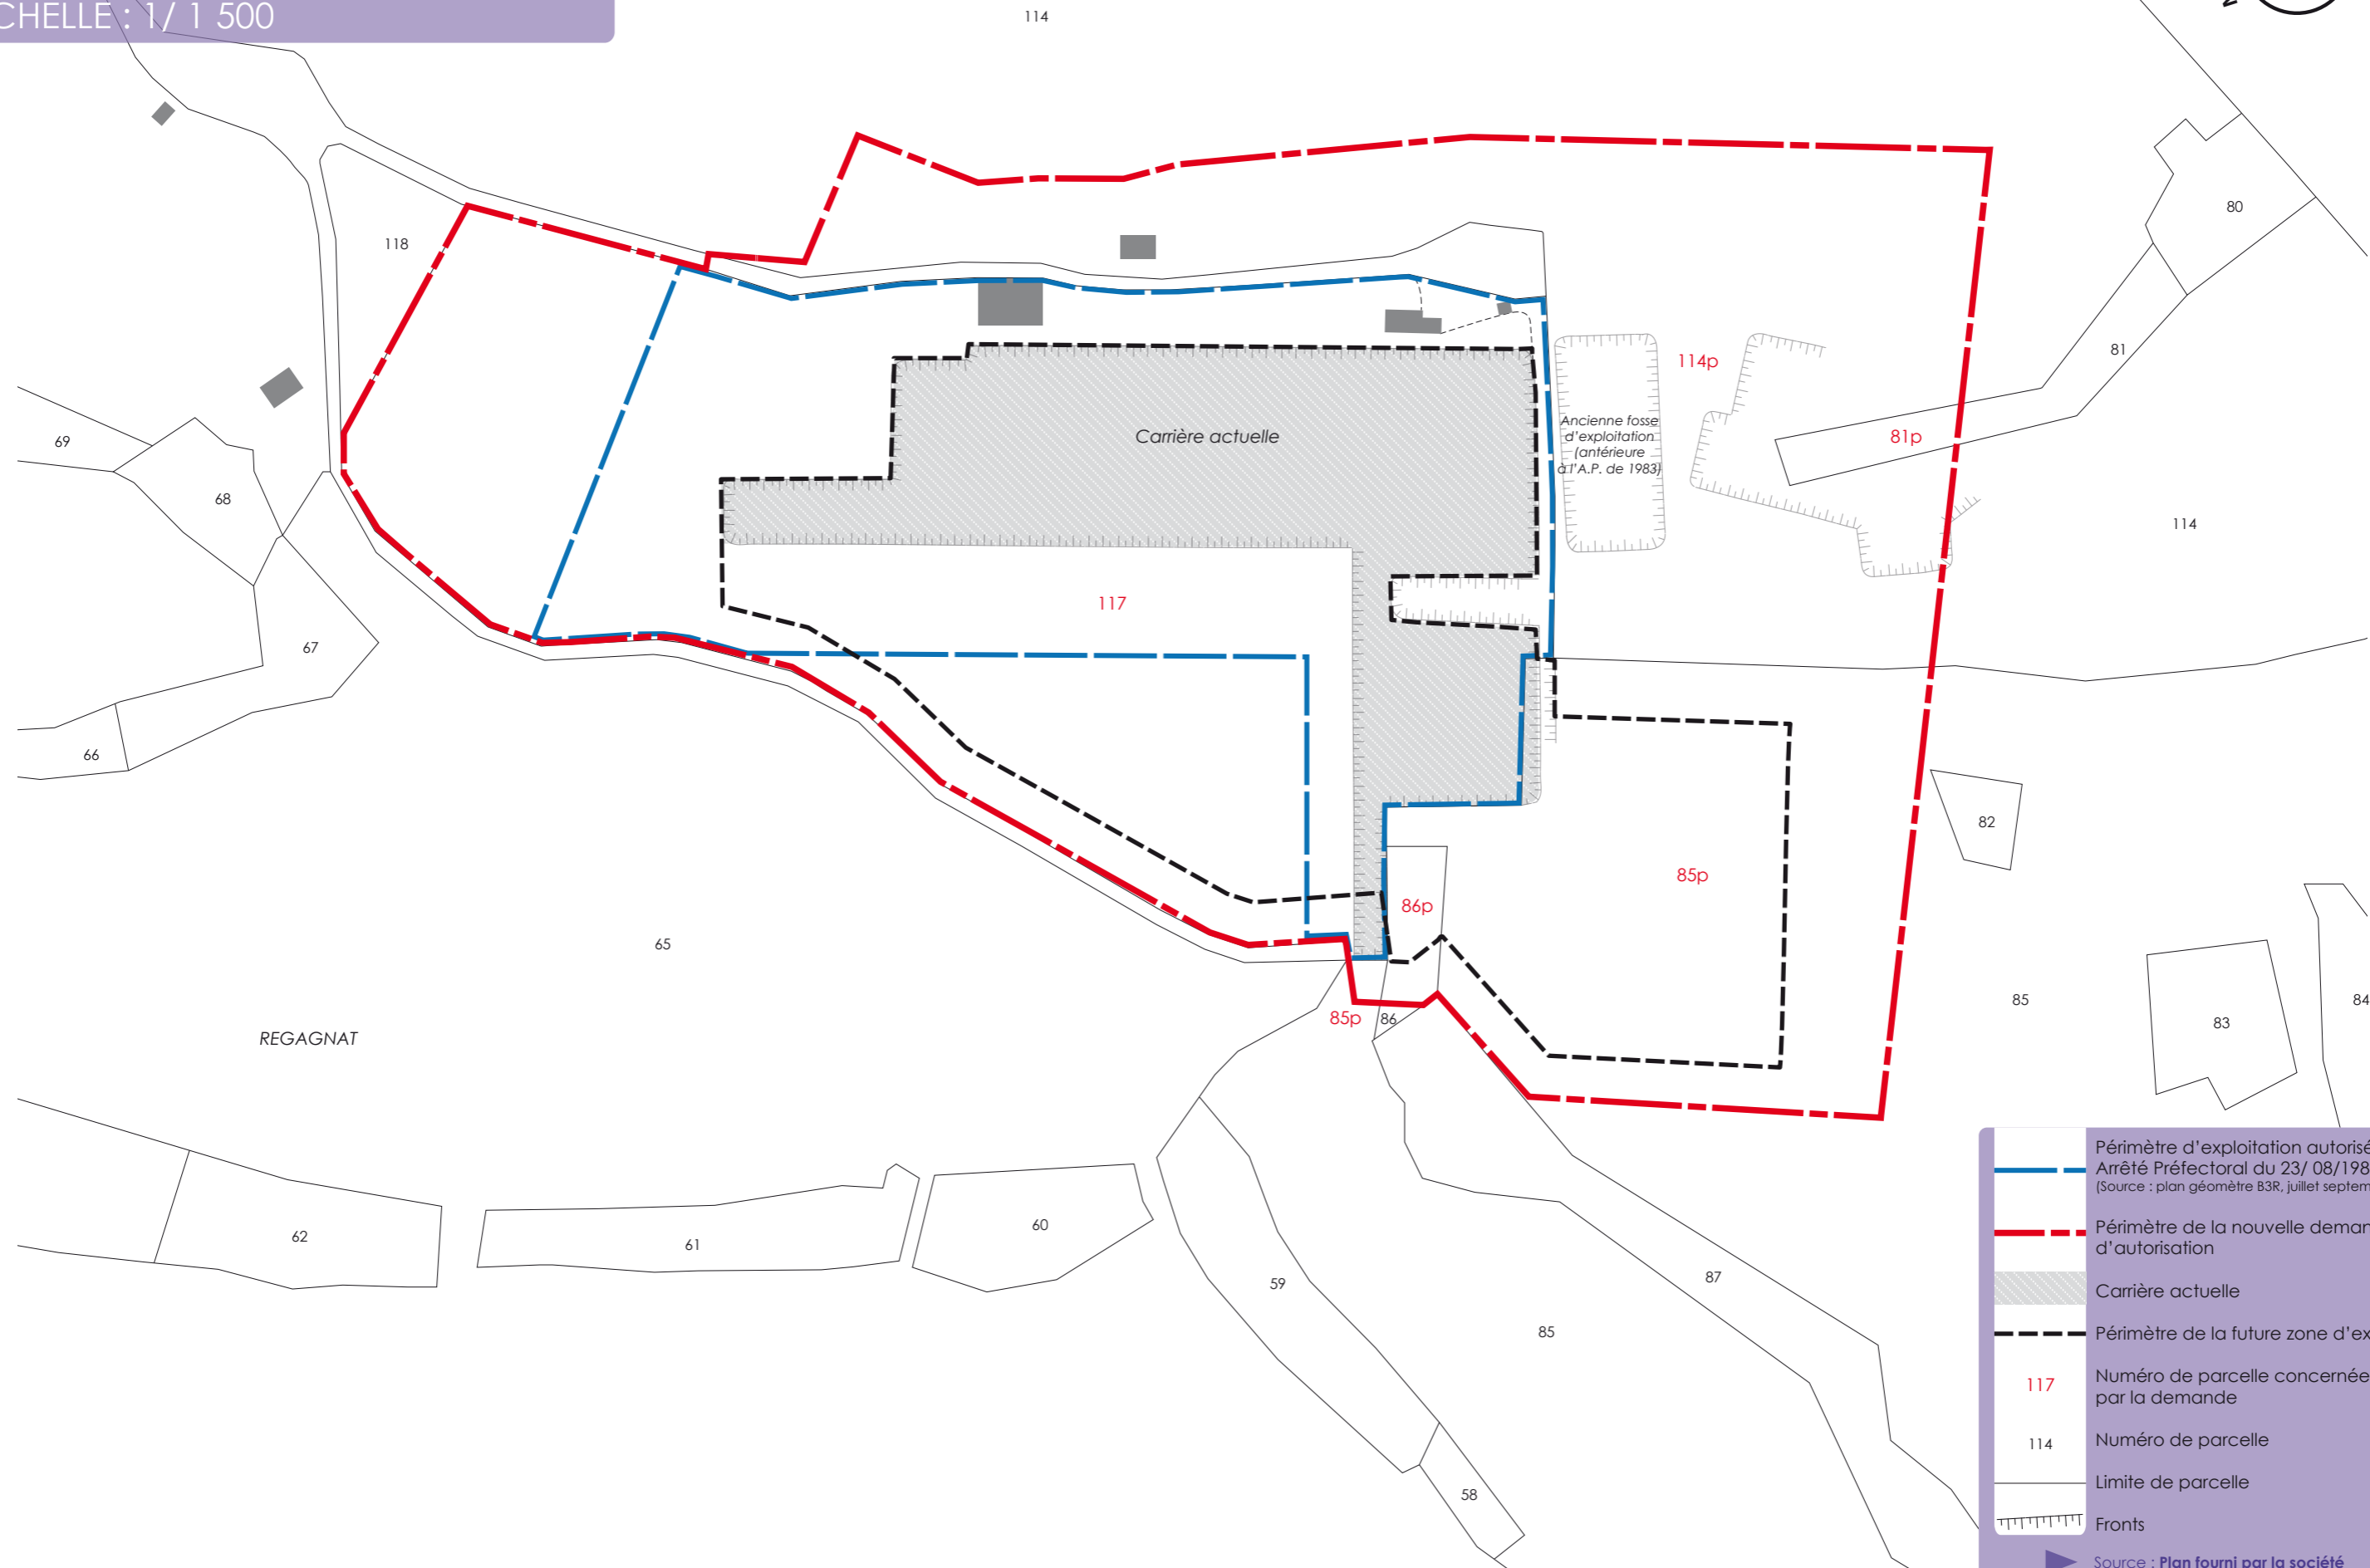 CHELLE : 1/ 1 500
114
N
118
80
81
114p
81p
69
68
Carrière actuelle
Ancienne fosse
d'exploitation
(antérieure
à l'A.P. de 1983)
114
117
67
66
82
85p
86p
65
85
84
83
REGAGNAT
85p
86
62
61
60
59
87
85
58
Périmètre d'exploitation autorisé
Arrêté Préfectoral du 23/ 08/198
(Source : plan géomètre B3R, juillet septem
Périmètre de la nouvelle deman
d'autorisation
Carrière actuelle
Périmètre de la future zone d'ex
117
Numéro de parcelle concernée
par la demande
114
Numéro de parcelle
Limite de parcelle
Fronts
Source : Plan fourni par la société